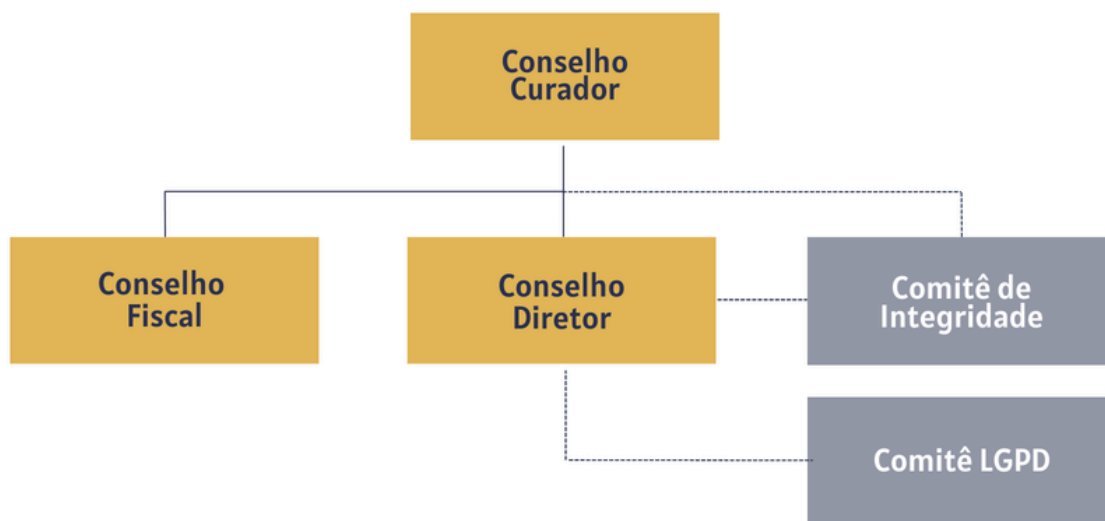 Conselho
Curador
Conselho
Fiscal
Conselho
Diretor
Comitê de
Integridade
Comitê LGPD